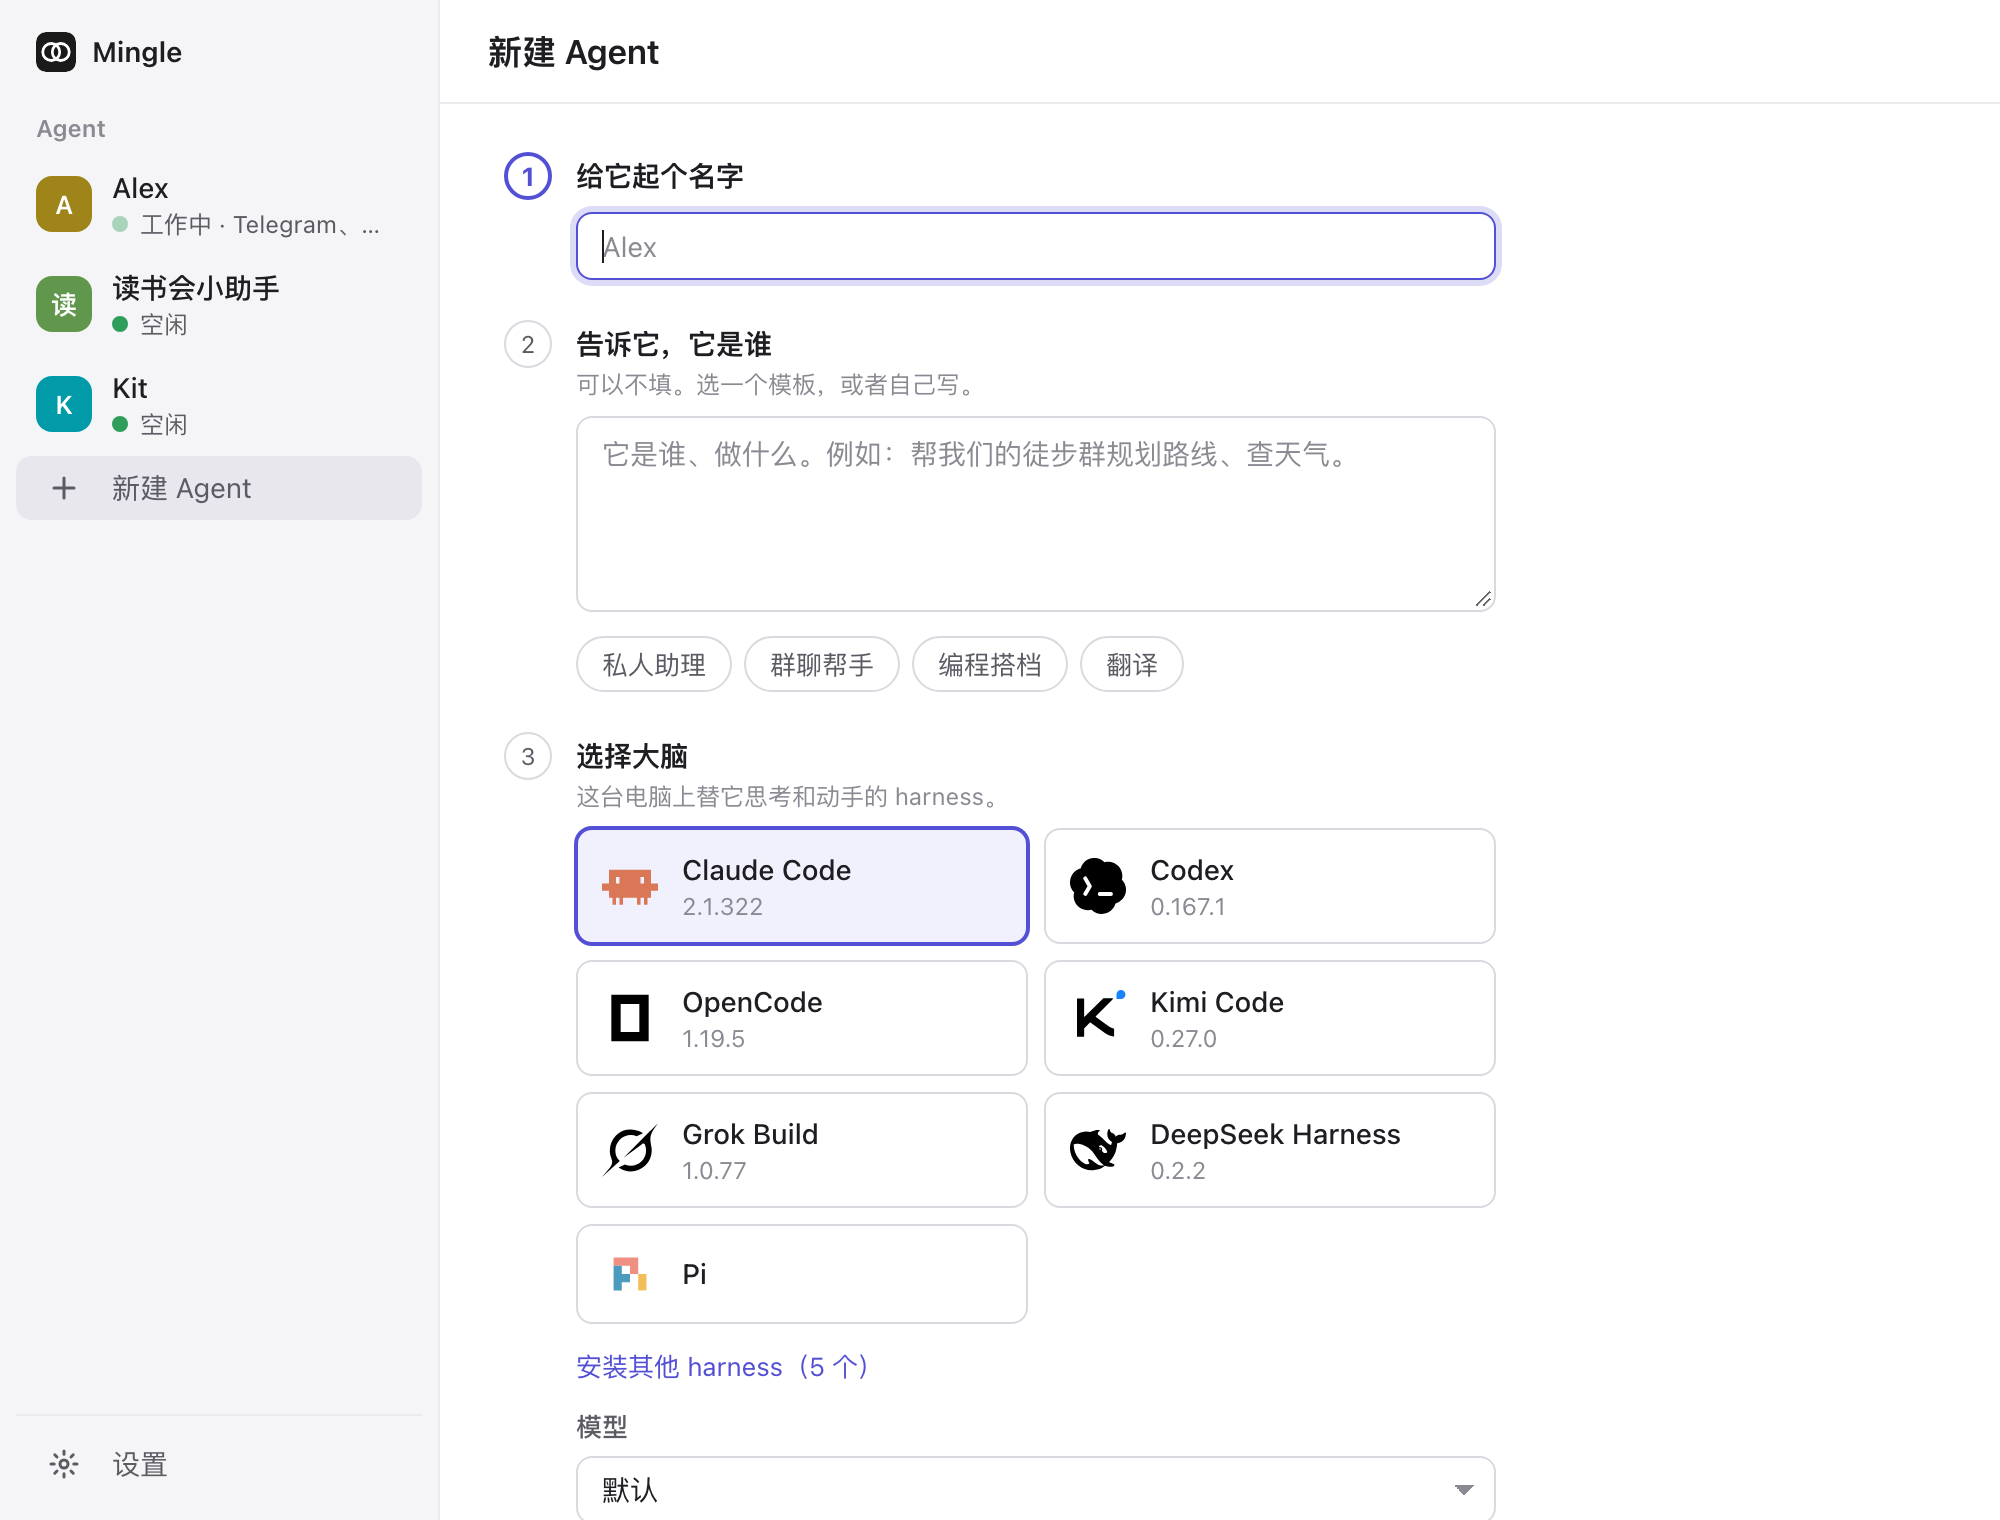 Mingle
Agent
A
Alex
工作中 · Telegram、...
读
读书会小助手
空闲
K
Kit
空闲
新建 Agent
设置
新建 Agent
1
给它起个名字
Alex
2
告诉它，它是谁
可以不填。选一个模板，或者自己写。
它是谁、做什么。例如：帮我们的徒步群规划路线、查天气。
私人助理
群聊帮手
编程搭档
翻译
3
选择大脑
这台电脑上替它思考和动手的 harness。
Claude Code
2.1.322
Codex
0.167.1
OpenCode
1.19.5
Kimi Code
0.27.0
Grok Build
1.0.77
DeepSeek Harness
0.2.2
Pi
安装其他 harness（5 个）
模型
默认